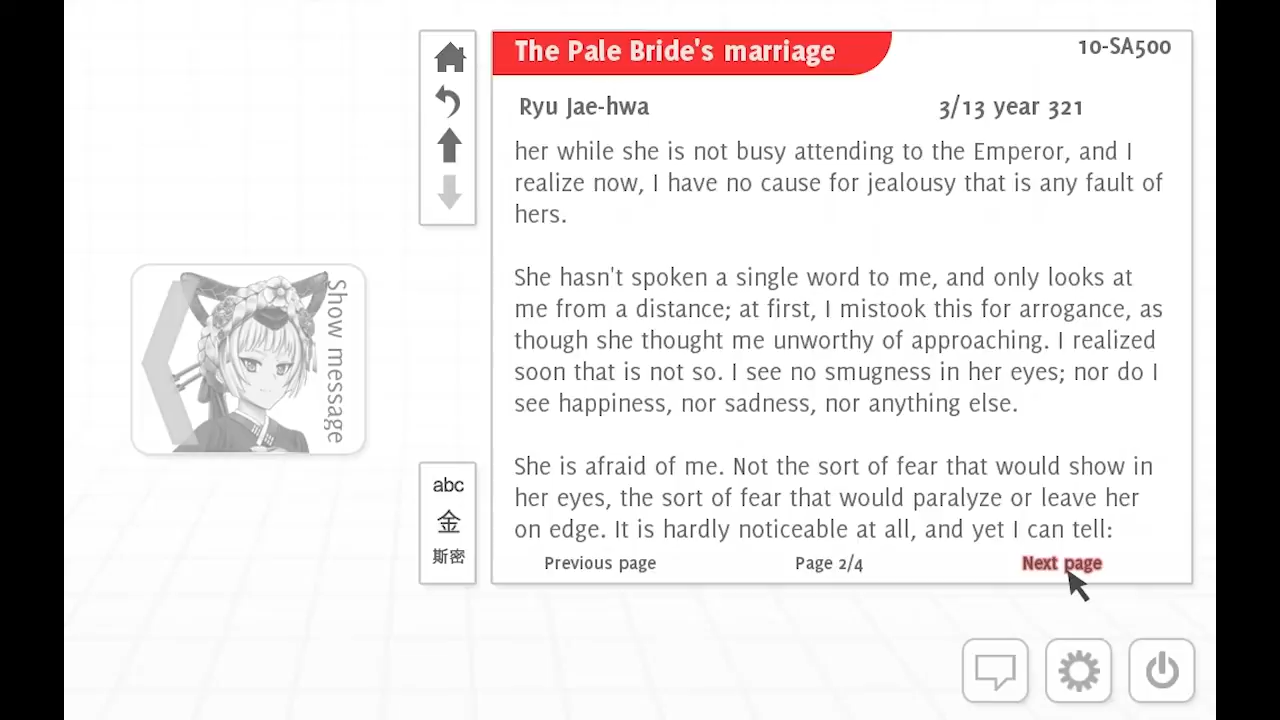 The Pale Bride's marriage
10-SA500
Ryu Jae-hwa
3/13 year 321
her while she is not busy attending to the Emperor, and I
realize now, I have no cause for jealousy that is any fault of
hers.
She hasn't spoken a single word to me, and only looks at
me from a distance; at first, I mistook this for arrogance, as
though she thought me unworthy of approaching. I realized
soon that is not so. I see no smugness in her eyes; nor do I
see happiness, nor sadness, nor anything else.
She is afraid of me. Not the sort of fear that would show in
her eyes, the sort of fear that would paralyze or leave her
on edge. It is hardly noticeable at all, and yet I can tell:
Previous page
Page 2/4
Next page
Show message
abc
金
斯密